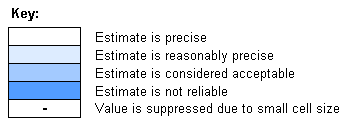 Key:
Estimate is precise
Estimate is reasonably precise
Estimate is considered acceptable
Estimate is not reliable
- Value is suppressed due to small cell size